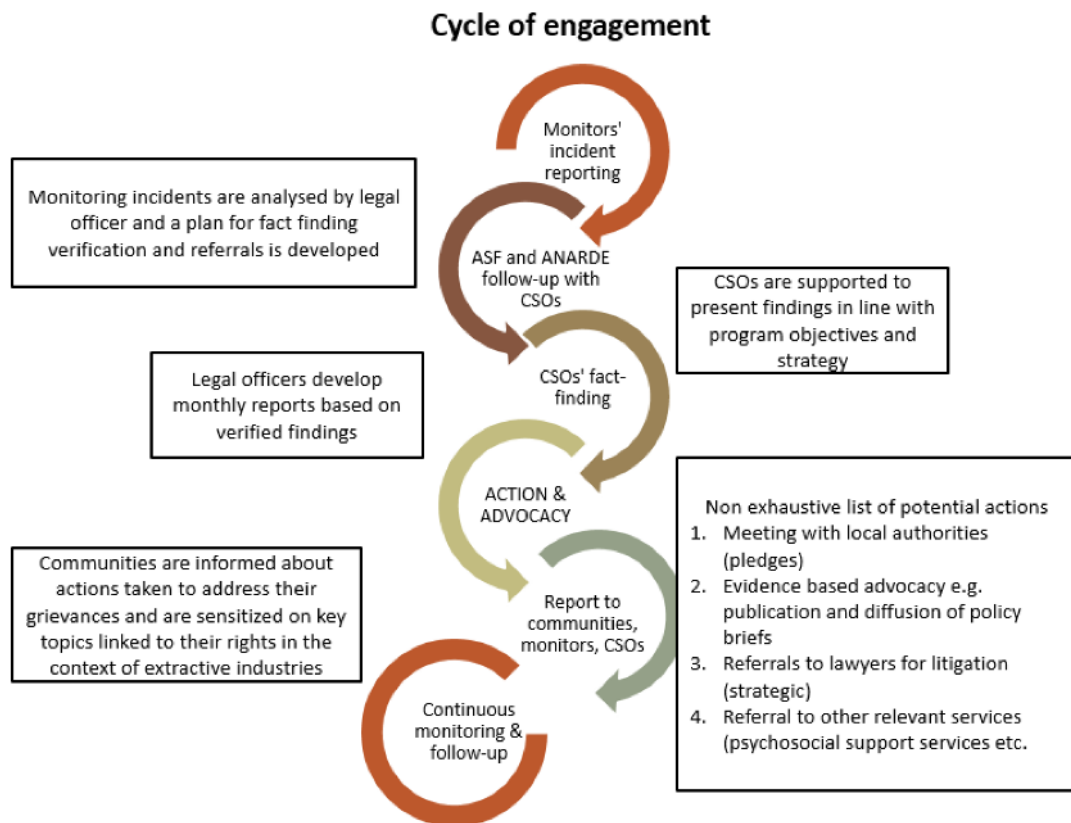 Cycle of engagement
Monitors'
incident
reporting
Monitoring incidents are analysed by legal
officer and a plan for fact finding
verification and referrals is developed
ASF and ANARDE
follow-up with
CSOs
CSOs are supported to
present findings in line with
program objectives and
strategy
CSOs' fact-
finding
Legal officers develop
monthly reports based on
verified findings
ACTION &
ADVOCACY
Non exhaustive list of potential actions
1. Meeting with local authorities
(pledges)
2. Evidence based advocacy e.g.
publication and diffusion of policy
briefs
3. Referrals to lawyers for litigation
(strategic)
4. Referral to other relevant services
(psychosocial support services etc.
Communities are informed about
actions taken to address their
grievances and are sensitized on key
topics linked to their rights in the
context of extractive industries
Report to
communities,
monitors, CSOs
Continuous
monitoring &
follow-up